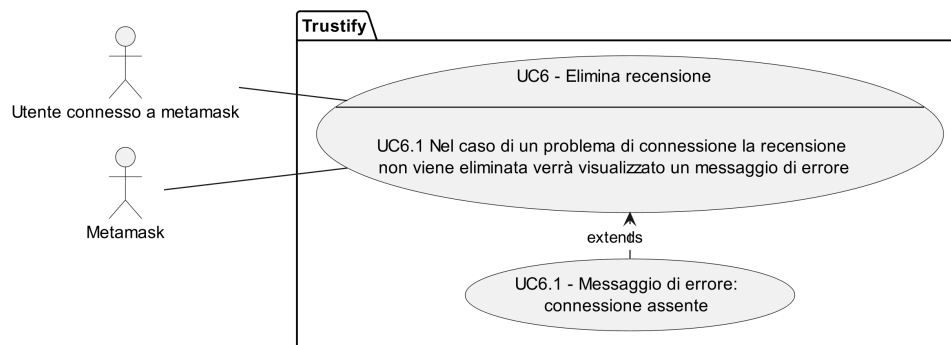 Trustify
UC6 - Elimina recensione
Utente connesso a metamask
UC6.1 Nel caso di un problema di connessione la recensione
non viene eliminata verrà visualizzato un messaggio di errore
Metamask
extends
UC6.1 - Messaggio di errore:
connessione assente